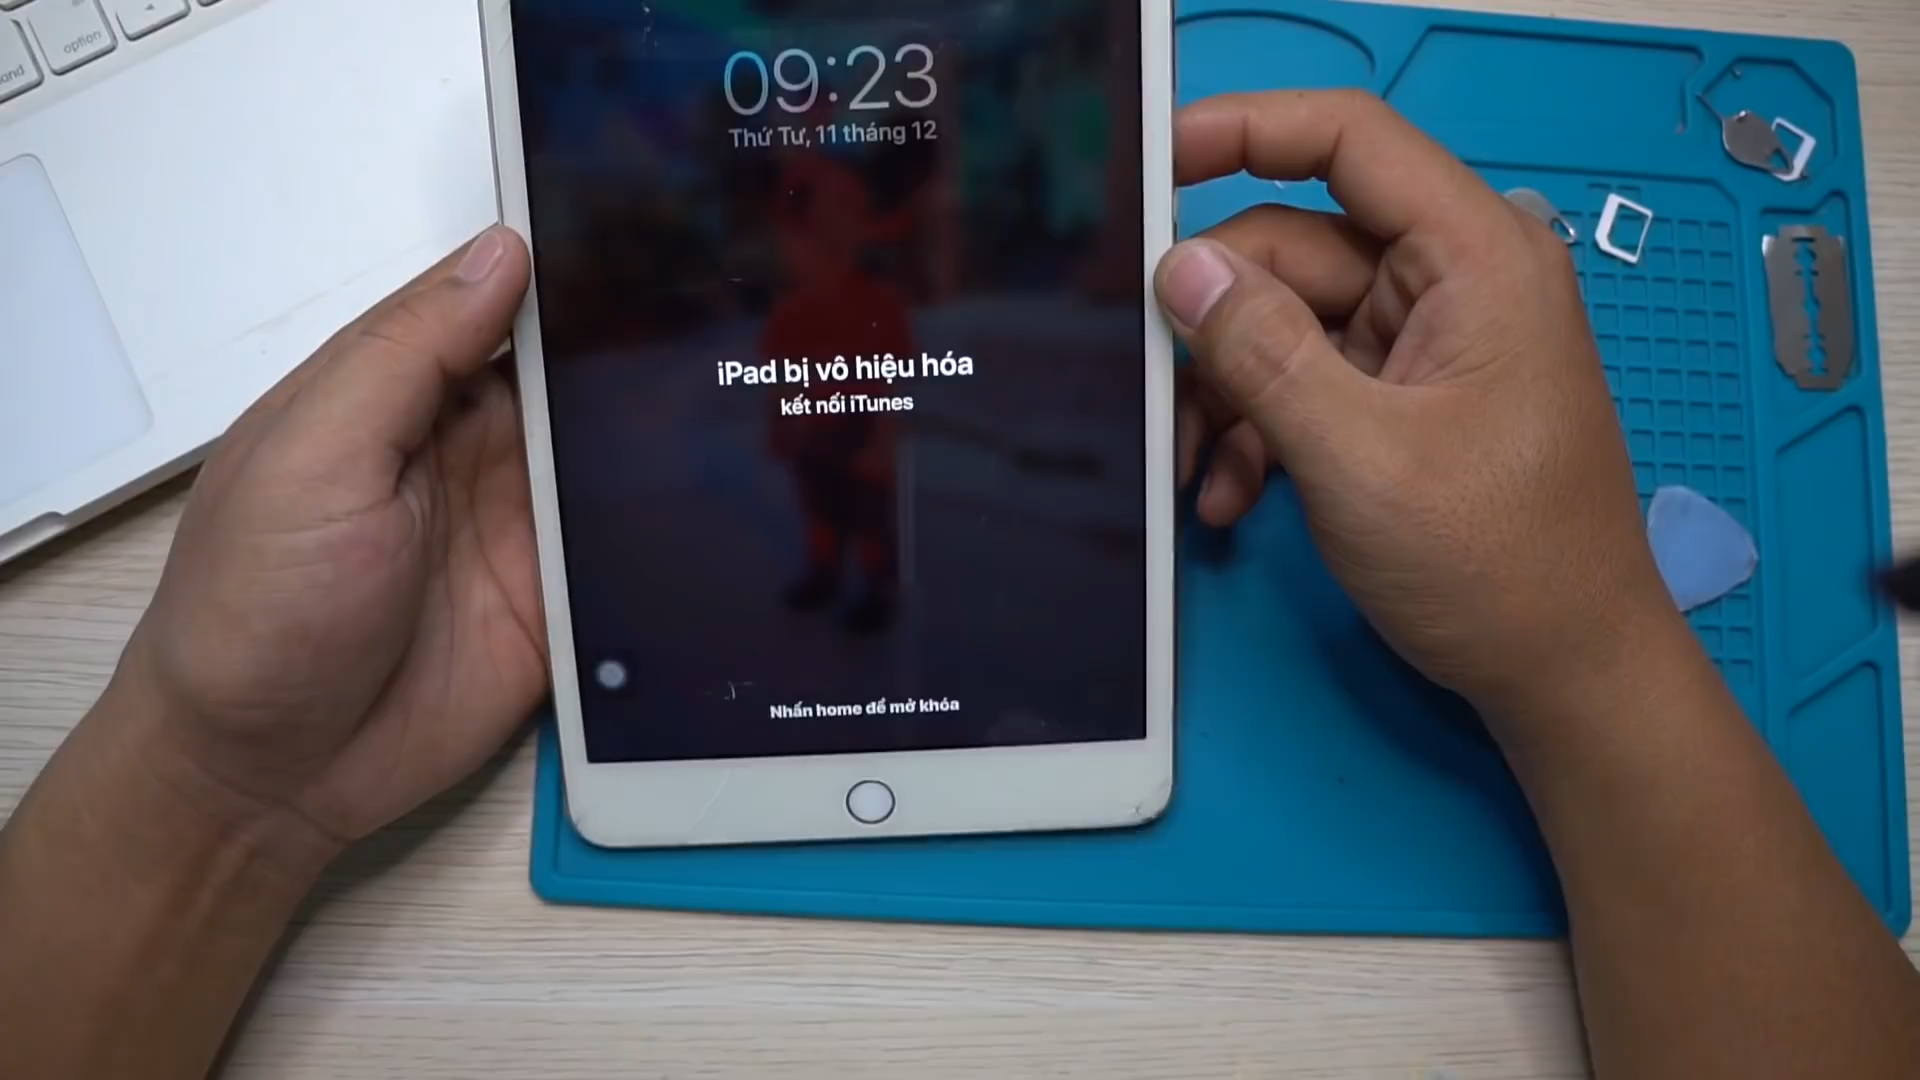 option
and
09:23
Thứ Tư, 11 tháng 12
iPad bị vô hiệu hóa
kết nối iTunes
Nhấn home để mở khóa